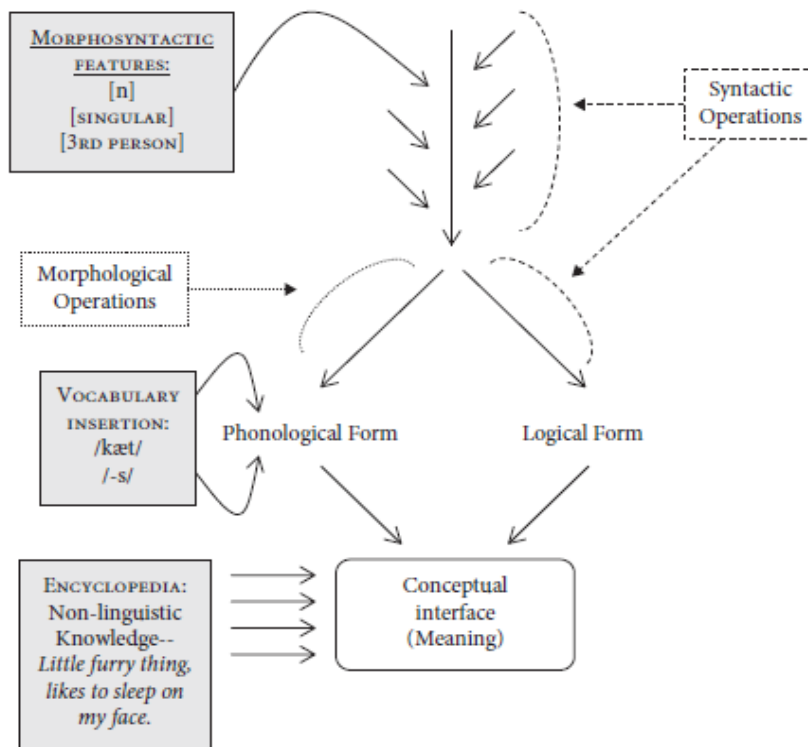 MORPHOSYNTACTIC
FEATURES:
[n]
[SINGULAR]
[3RD PERSON]
Syntactic
Operations
Morphological
Operations
VOCABULARY
INSERTION:
/kæt/
/-s/
Phonological Form
Logical Form
ENCYCLOPEDIA:
Non-linguistic
Knowledge--
Little furry thing,
likes to sleep on
my face.
Conceptual
interface
(Meaning)